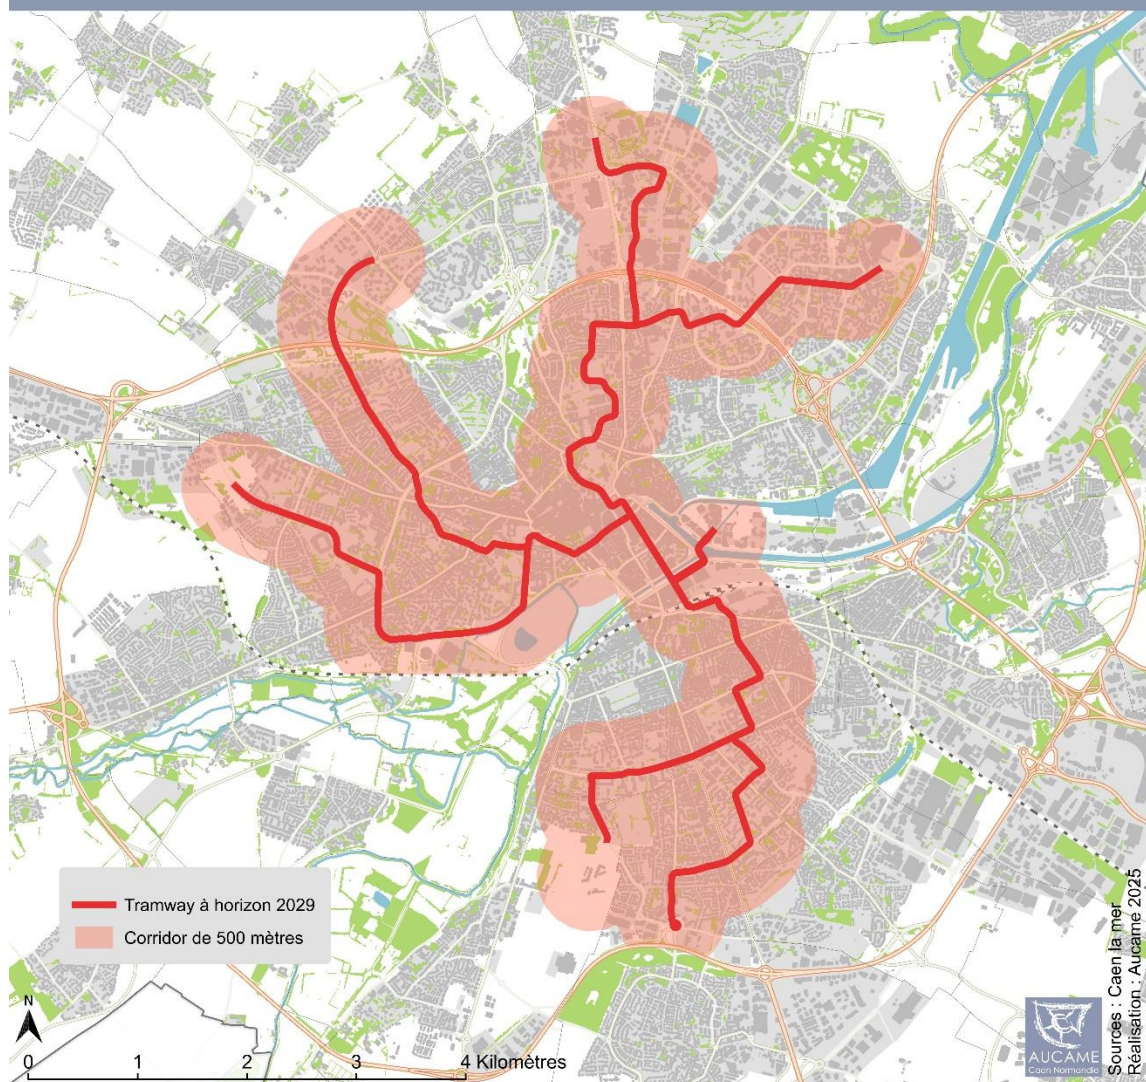 Tramway à horizon 2029
Corridor de 500 mètres
N
0 1 2 3 4 Kilomètres
AUCAME
Caen Normandie
Sources : Caen la mer
Réalisation : Aucame 2025